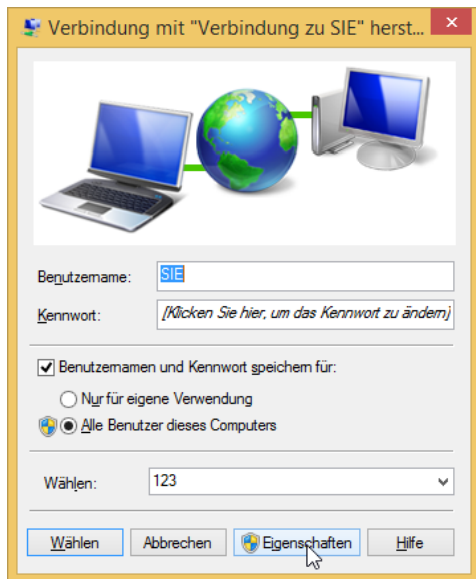 Verbindung mit "Verbindung zu SIE" herst...
Benutzername:
SIE
Kennwort:
[Klicken Sie hier, um das Kennwort zu ändern]
Benutzernamen und Kennwort speichern für:
Nur für eigene Verwendung
Alle Benutzer dieses Computers
Wählen:
123
Wählen
Abbrechen
Eigenschaften
Hilfe